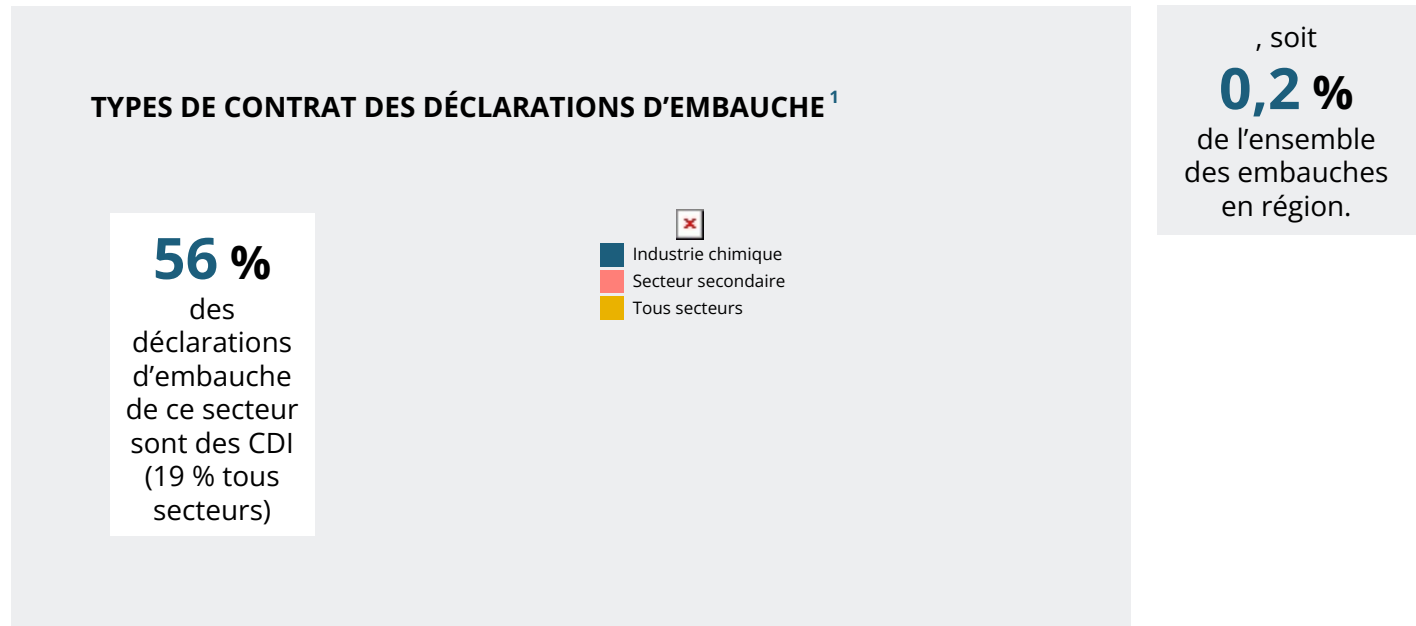 TYPES DE CONTRAT DES DÉCLARATIONS D’EMBAUCHE 1
56 %
des
déclarations
d’embauche
de ce secteur
sont des CDI
(19 % tous
secteurs)
Industrie chimique
Secteur secondaire
Tous secteurs
, soit
0,2 %
de l’ensemble
des embauches
en région.